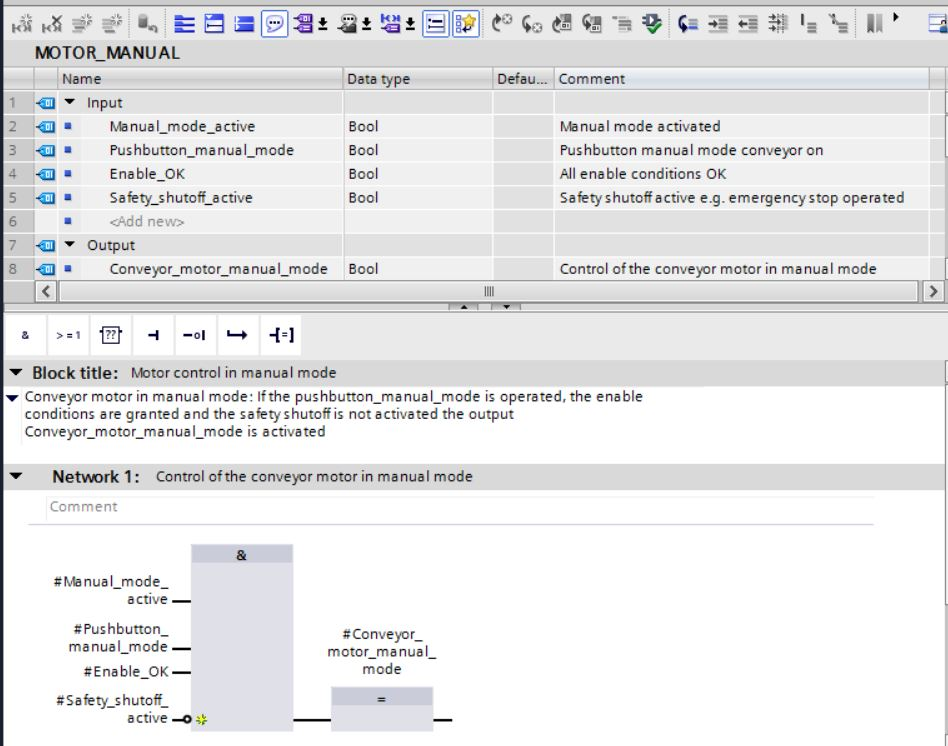 MOTOR_MANUAL
Name Data type Defau... Comment
1 Input
2 Manual_mode_active Bool Manual mode activated
3 Pushbutton_manual_mode Bool Pushbutton manual mode conveyor on
4 Enable_OK Bool All enable conditions OK
5 Safety_shutoff_active Bool Safety shutoff active e.g. emergency stop operated
6 <Add new>
7 Output
8 Conveyor_motor_manual_mode Bool Control of the conveyor motor in manual mode
& >=1 ?? -| -o| -[=]
Block title: Motor control in manual mode
Conveyor motor in manual mode: If the pushbutton_manual_mode is operated, the enable
conditions are granted and the safety shutoff is not activated the output
Conveyor_motor_manual_mode is activated
Network 1: Control of the conveyor motor in manual mode
Comment
&
#Manual_mode_
active
#Pushbutton_
manual_mode
#Enable_OK
#Safety_shutoff_
active
#Conveyor_
motor_manual_
mode
=